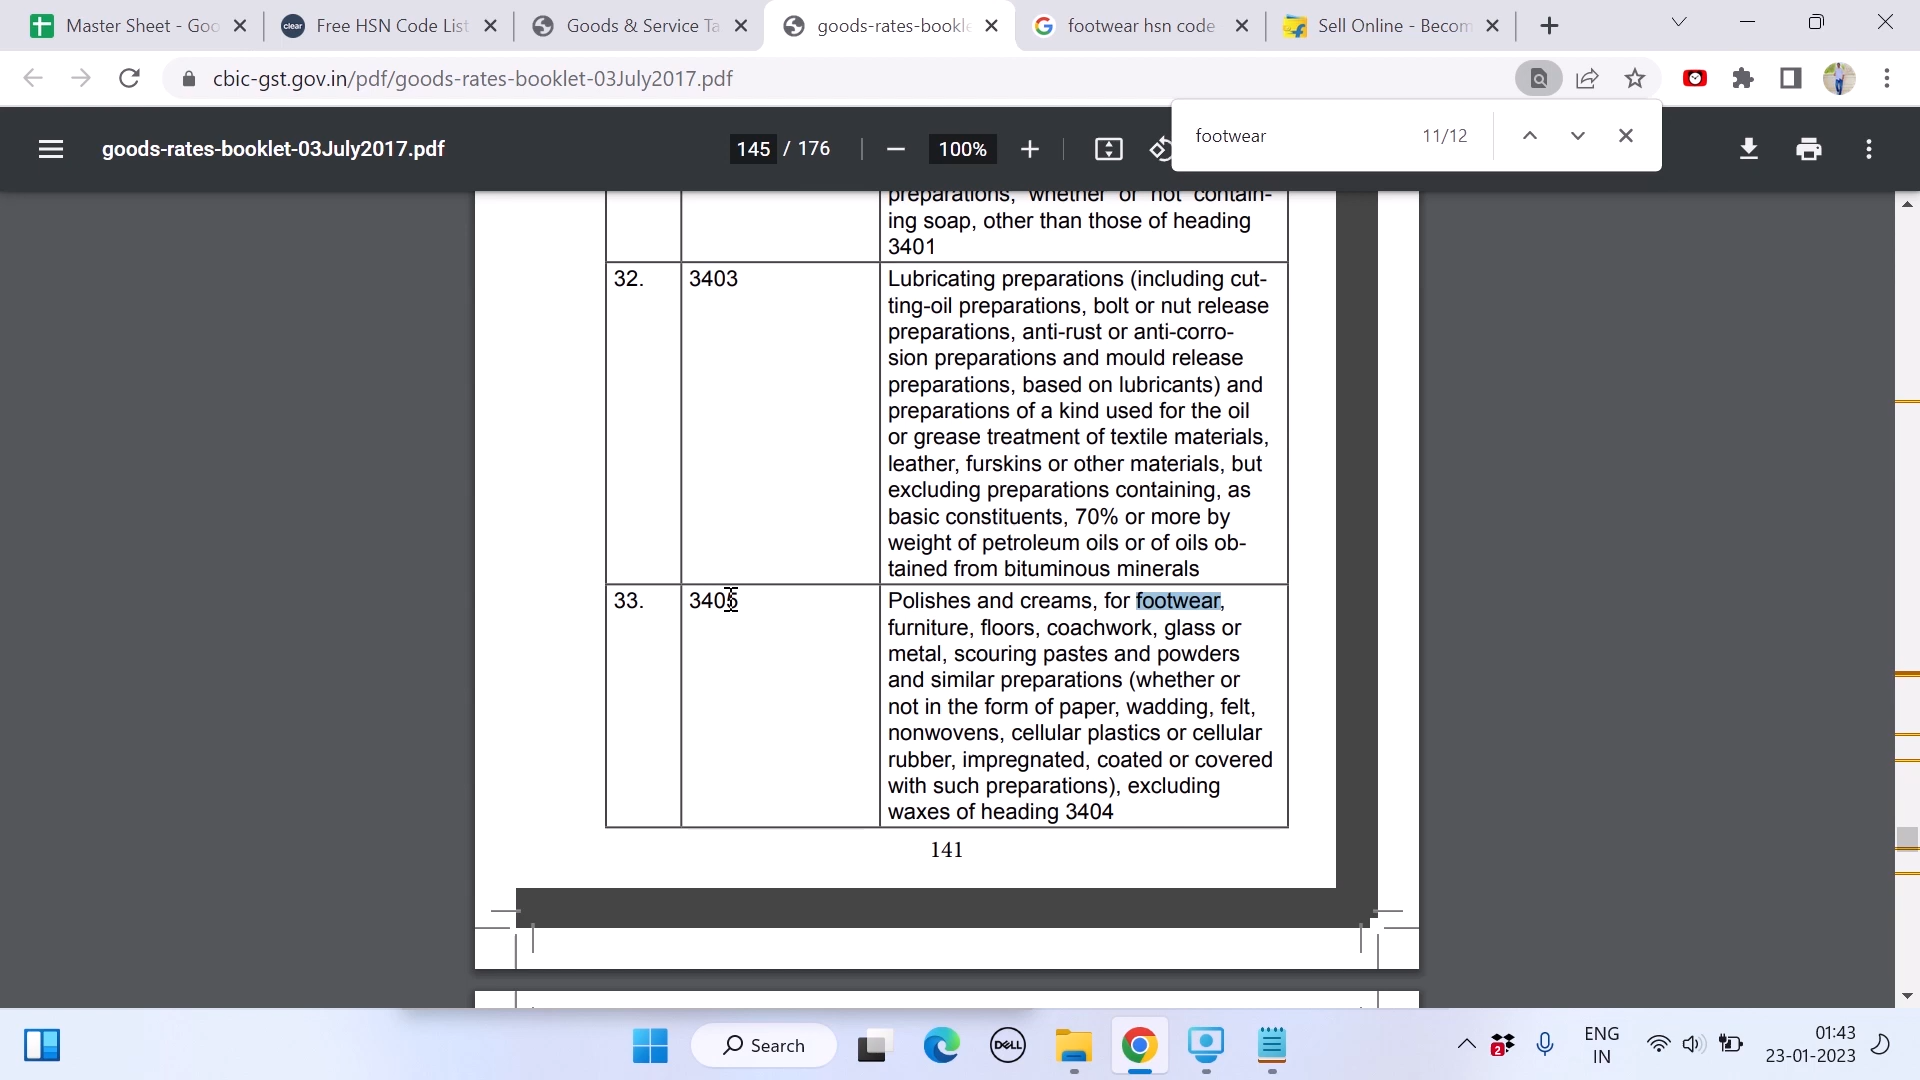 Master Sheet - Goo
clear
Free HSN Code List
Goods & Service Ta
goods-rates-bookle
footwear hsn code
Sell Online - Becom
cbic-gst.gov.in/pdf/goods-rates-booklet-03July2017.pdf
goods-rates-booklet-03July2017.pdf
145 / 176
100%
footwear
11/12
preparations, whether or not contain-
ing soap, other than those of heading
3401
32.
3403
Lubricating preparations (including cut-
ting-oil preparations, bolt or nut release
preparations, anti-rust or anti-corro-
sion preparations and mould release
preparations, based on lubricants) and
preparations of a kind used for the oil
or grease treatment of textile materials,
leather, furskins or other materials, but
excluding preparations containing, as
basic constituents, 70% or more by
weight of petroleum oils or of oils ob-
tained from bituminous minerals
33.
3405
Polishes and creams, for footwear,
furniture, floors, coachwork, glass or
metal, scouring pastes and powders
and similar preparations (whether or
not in the form of paper, wadding, felt,
nonwovens, cellular plastics or cellular
rubber, impregnated, coated or covered
with such preparations), excluding
waxes of heading 3404
141
Search
DELL
2
ENG
IN
01:43
23-01-2023